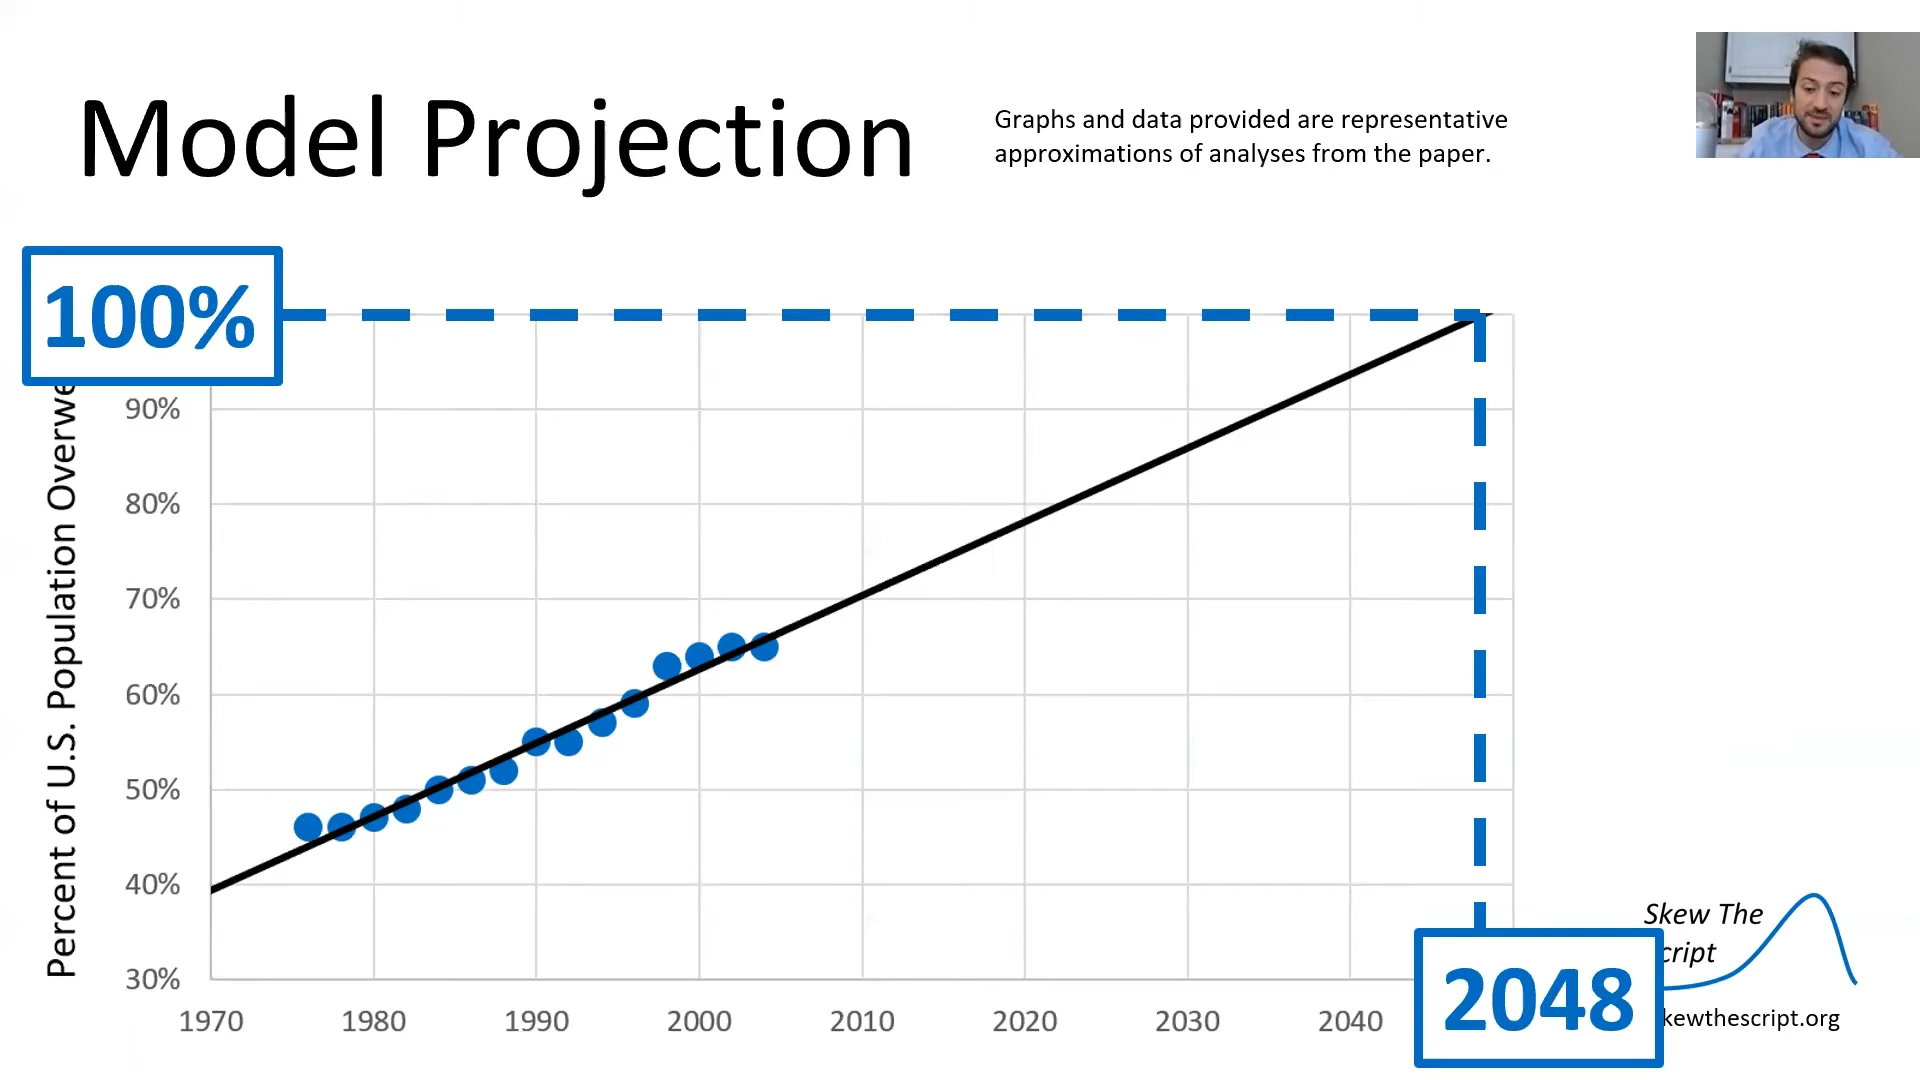 Model Projection
Graphs and data provided are representative
approximations of analyses from the paper.
100%
Percent of U.S. Population Overwe
90%
80%
70%
60%
50%
40%
30%
1970
1980
1990
2000
2010
2020
2030
2040
2048
Skew The
cript
kewthescript.org